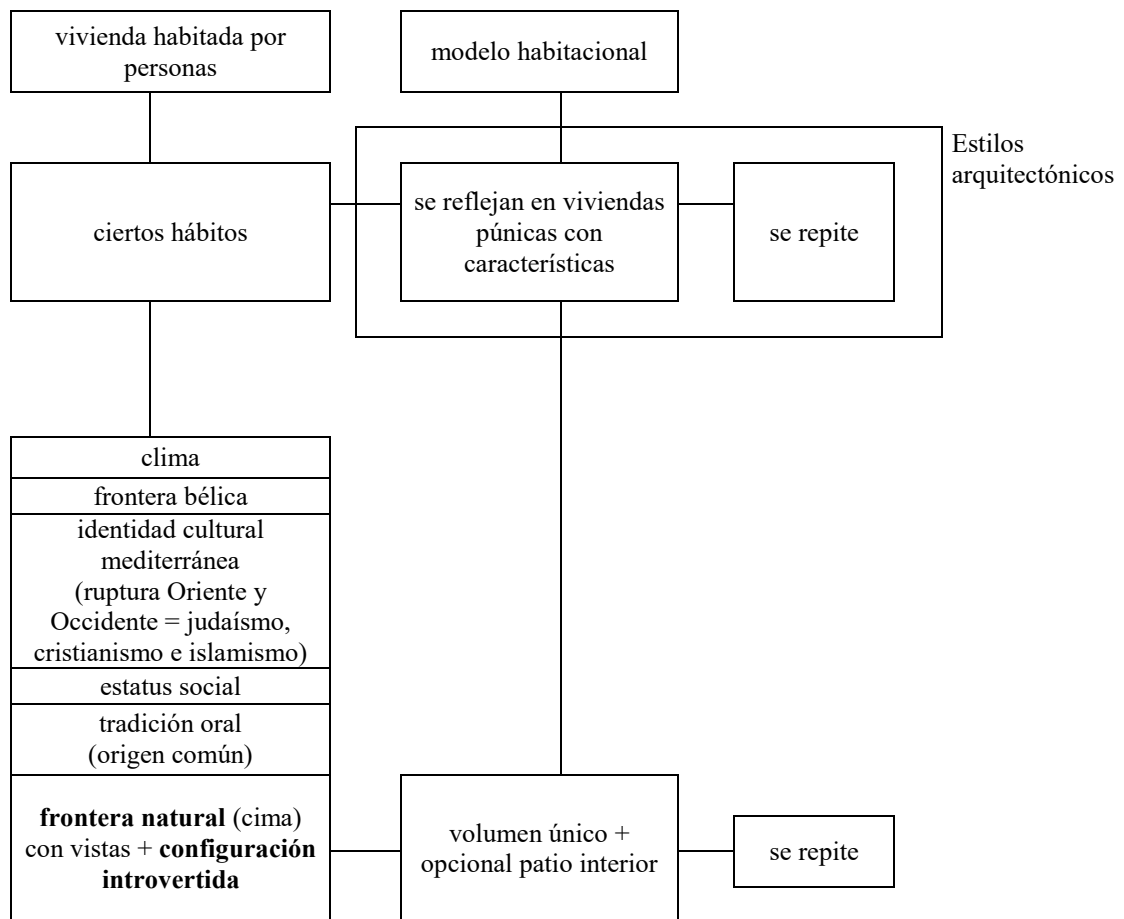 vivienda habitada por
personas
modelo habitacional
Estilos
arquitectónicos
ciertos hábitos
se reflejan en viviendas
púnicas con
características
se repite
clima
frontera bélica
identidad cultural
mediterránea
(ruptura Oriente y
Occidente = judaísmo,
cristianismo e islamismo)
estatus social
tradición oral
(origen común)
frontera natural (cima)
con vistas + configuración
introvertida
volumen único +
opcional patio interior
se repite